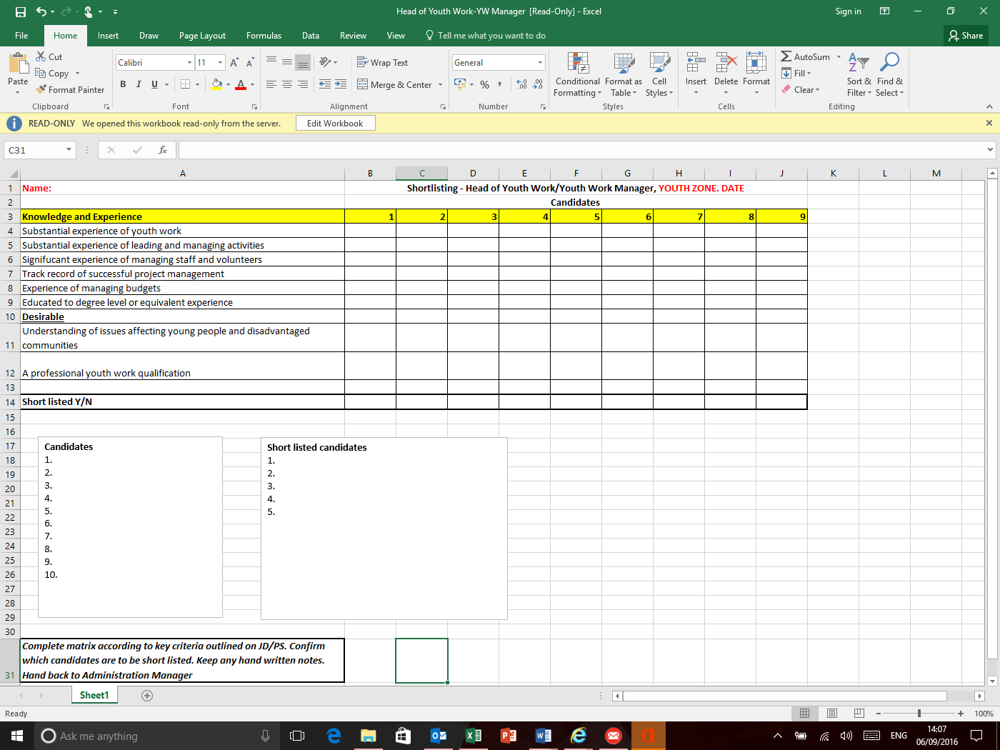 Head of Youth Work-YW Manager  [Read-Only] - Excel
Sign in
File
Home
Insert
Draw
Page Layout
Formulas
Data
Review
View
Tell me what you want to do
Share
Paste
Cut
Copy
Format Painter
Clipboard
Calibri
11
A A
B I U
A
Font
Wrap Text
Merge & Center
Alignment
General
% ,
.00
.00
.0
Number
Conditional Formatting
Format as Table
Cell Styles
Styles
Insert
Delete
Format
Cells
AutoSum
Fill
Clear
Sort & Filter
Find & Select
Editing
READ-ONLY
We opened this workbook read-only from the server.
Edit Workbook
C31
fx
A B C D E F G H I J K L M
1 Name: Shortlisting - Head of Youth Work/Youth Work Manager, YOUTH ZONE. DATE
2 Candidates
3 Knowledge and Experience 1 2 3 4 5 6 7 8 9
4 Substantial experience of youth work
5 Substantial experience of leading and managing activities
6 Signifucant experience of managing staff and volunteers
7 Track record of successful project management
8 Experience of managing budgets
9 Educated to degree level or equivalent experience
10 Desirable
Understanding of issues affecting young people and disadvantaged
11 communities
12 A professional youth work qualification
13
14 Short listed Y/N
15
16
17
18
19
20
21
22
23
24
25
26
27
28
29
30
Candidates
1.
2.
3.
4.
5.
6.
7.
8.
9.
10.
Short listed candidates
1.
2.
3.
4.
5.
Complete matrix according to key criteria outlined on JD/PS. Confirm
which candidates are to be short listed. Keep any hand written notes.
31 Hand back to Administration Manager
Sheet1
Ready
100%
Ask me anything
ENG
14:07
06/09/2016